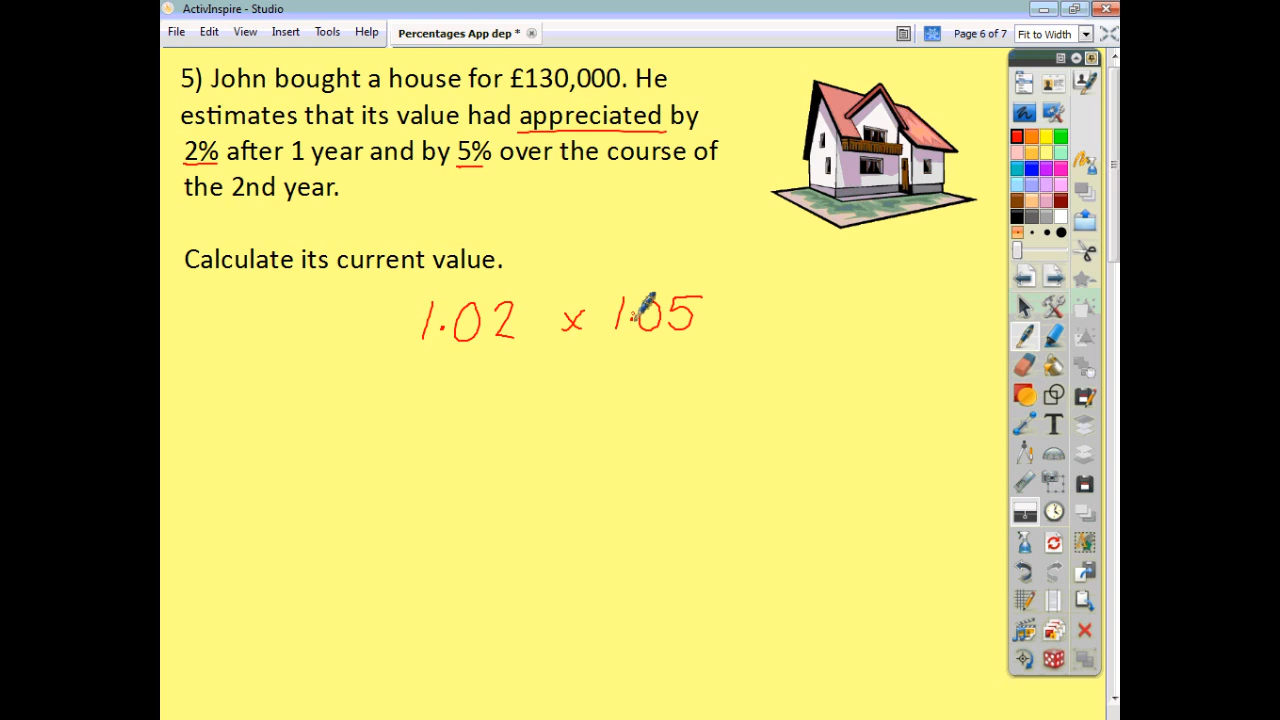 ActivInspire - Studio
File Edit View Insert Tools Help
Percentages App dep *
Page 6 of 7
Fit to Width
5) John bought a house for £130,000. He
estimates that its value had appreciated by
2% after 1 year and by 5% over the course of
the 2nd year.
Calculate its current value.
1.02 x 1.05